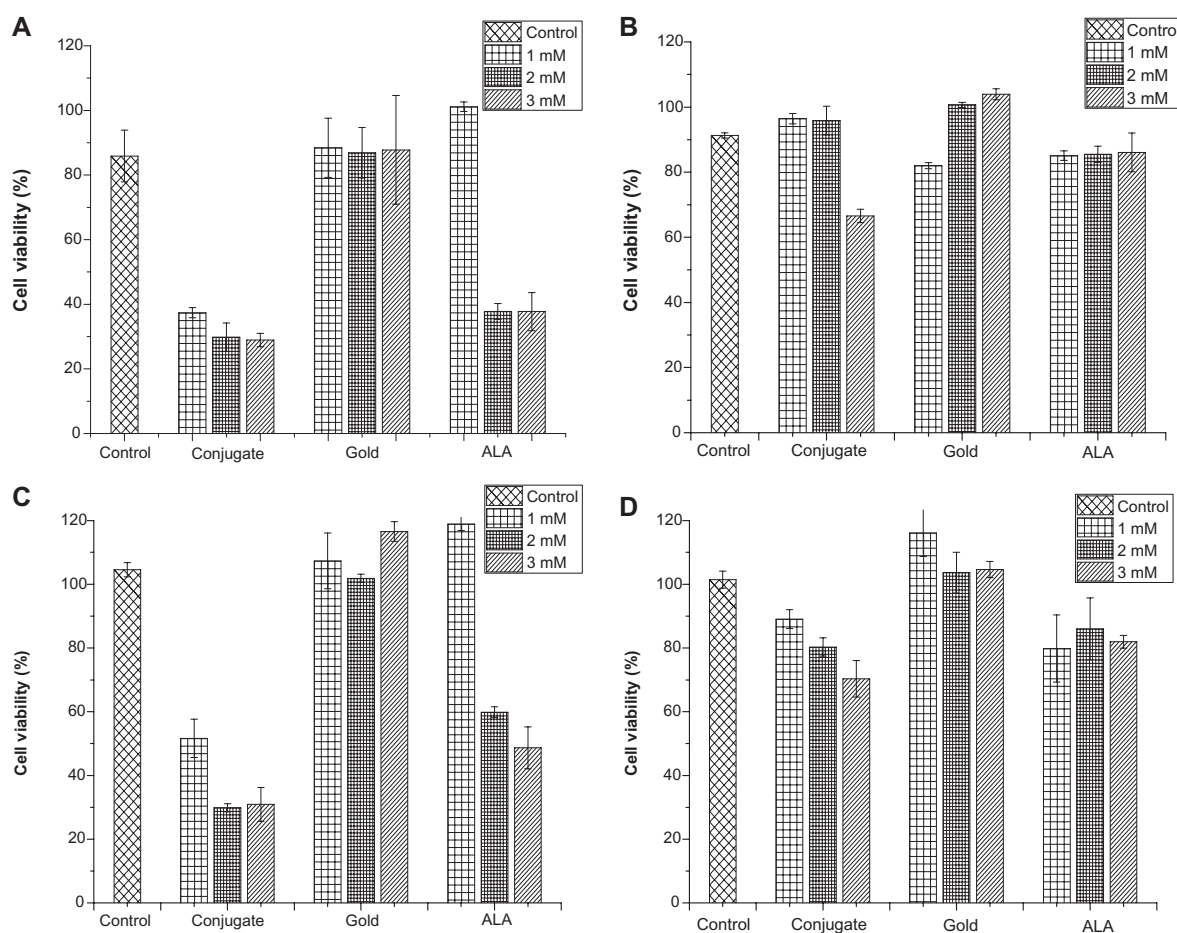 A
Control
1 mM
2 mM
3 mM
120
100
80
60
40
20
0
Cell viability (%)
Control
Conjugate
Gold
ALA
B
Control
1 mM
2 mM
3 mM
120
100
80
60
40
20
0
Cell viability (%)
Control
Conjugate
Gold
ALA
C
Control
1 mM
2 mM
3 mM
120
100
80
60
40
20
0
Cell viability (%)
Control
Conjugate
Gold
ALA
D
Control
1 mM
2 mM
3 mM
120
100
80
60
40
20
0
Cell viability (%)
Control
Conjugate
Gold
ALA